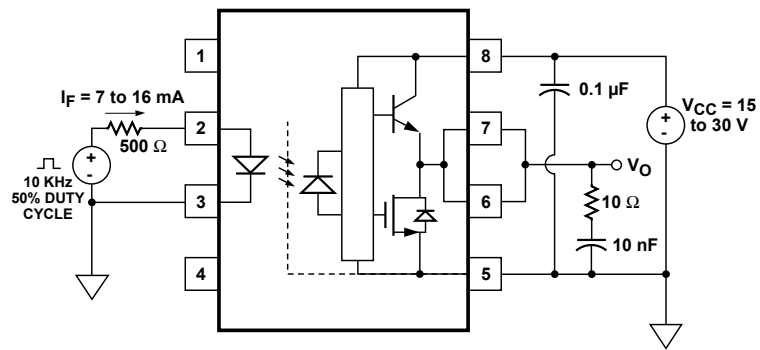 1
8
I_F = 7 to 16 mA
0.1 µF
V_CC = 15
to 30 V
+
-
2
7
500 Ω
+
-
V_O
10 KHz
50% DUTY
CYCLE
3
6
10 Ω
10 nF
4
5